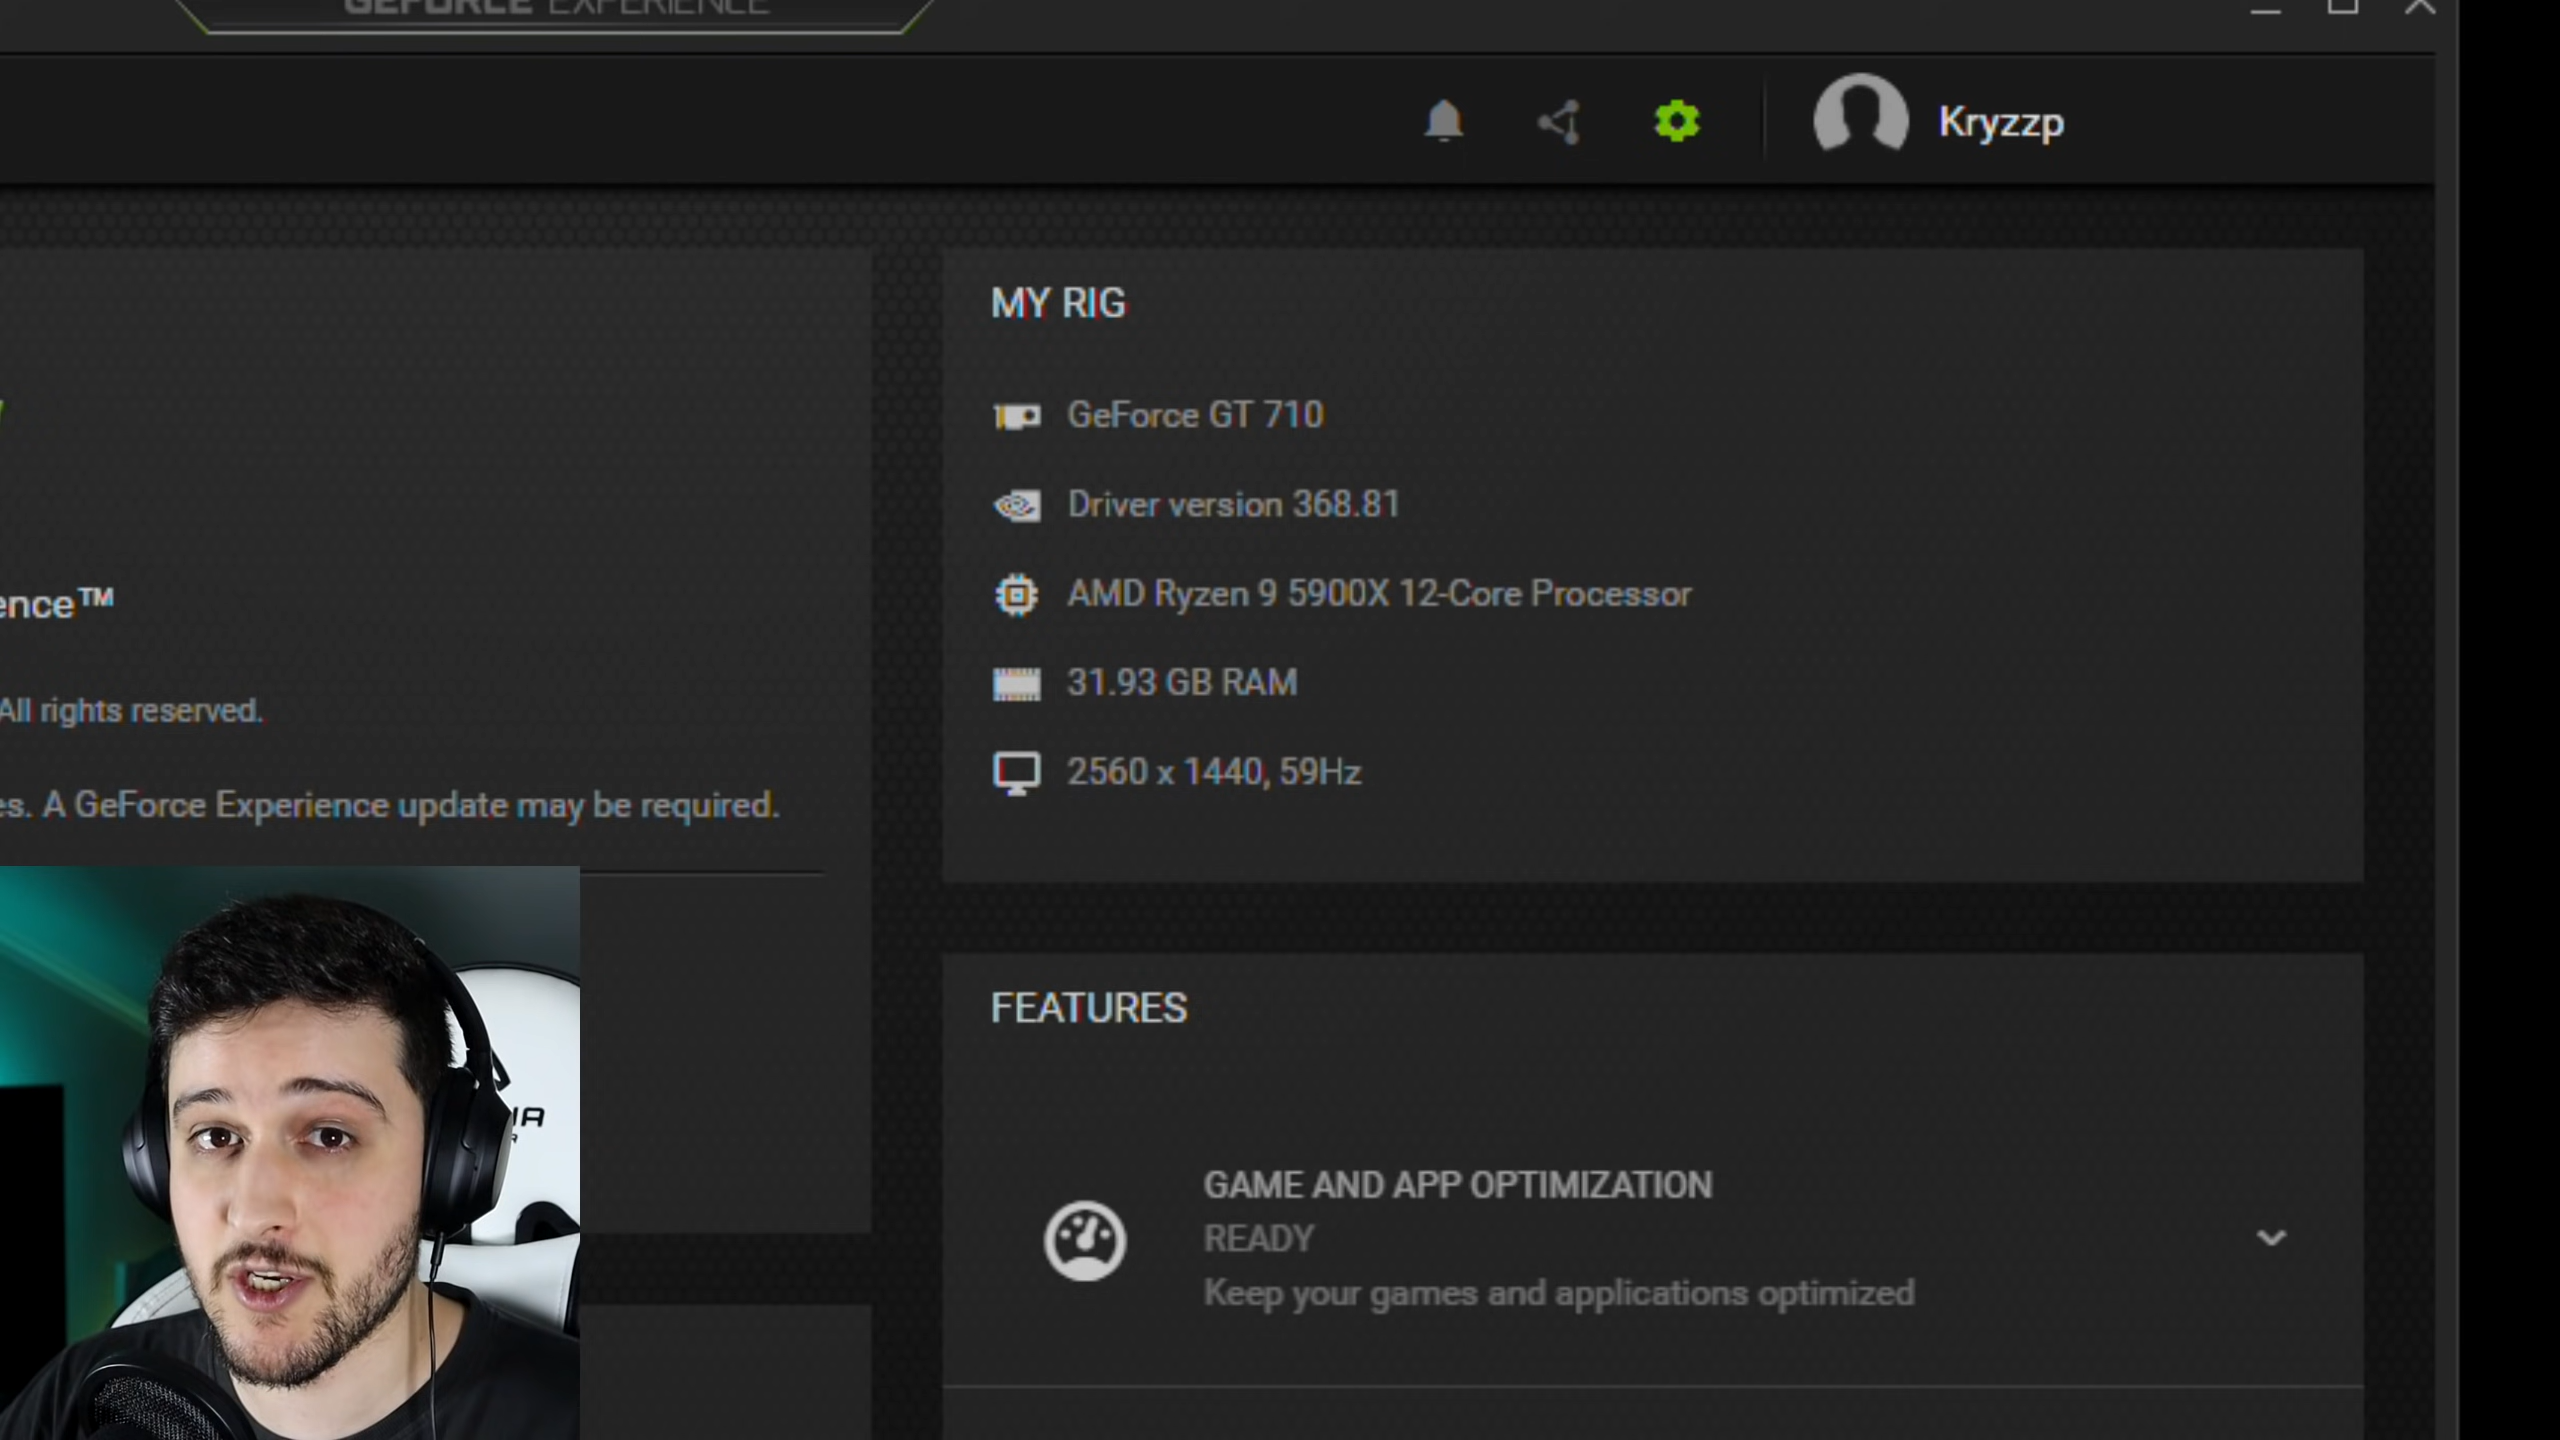 GEFORCE EXPERIENCE
Kryzzp
MY RIG
GeForce GT 710
Driver version 368.81
AMD Ryzen 9 5900X 12-Core Processor
31.93 GB RAM
2560 x 1440, 59Hz
ence™
All rights reserved.
es. A GeForce Experience update may be required.
FEATURES
GAME AND APP OPTIMIZATION
READY
Keep your games and applications optimized